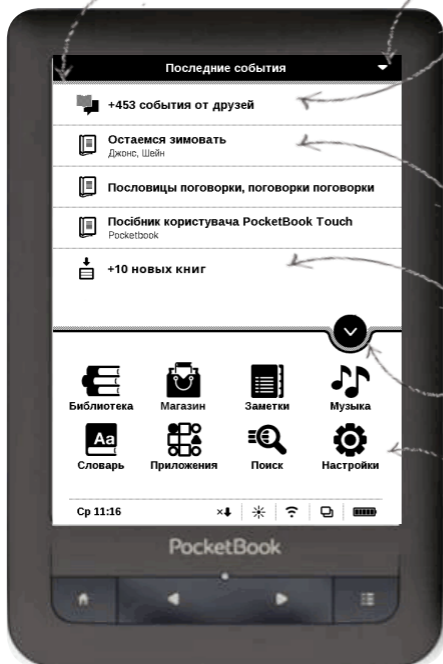 Последние события
+453 события от друзей
Остаемся зимовать
Джонс, Шейн
Пословицы поговорки, поговорки поговорки
Посібник користувача PocketBook Touch
Pocketbook
+10 новых книг
Библиотека Магазин Заметки Музыка
Aa
Словарь Приложения Поиск Настройки
Ср 11:16
PocketBook